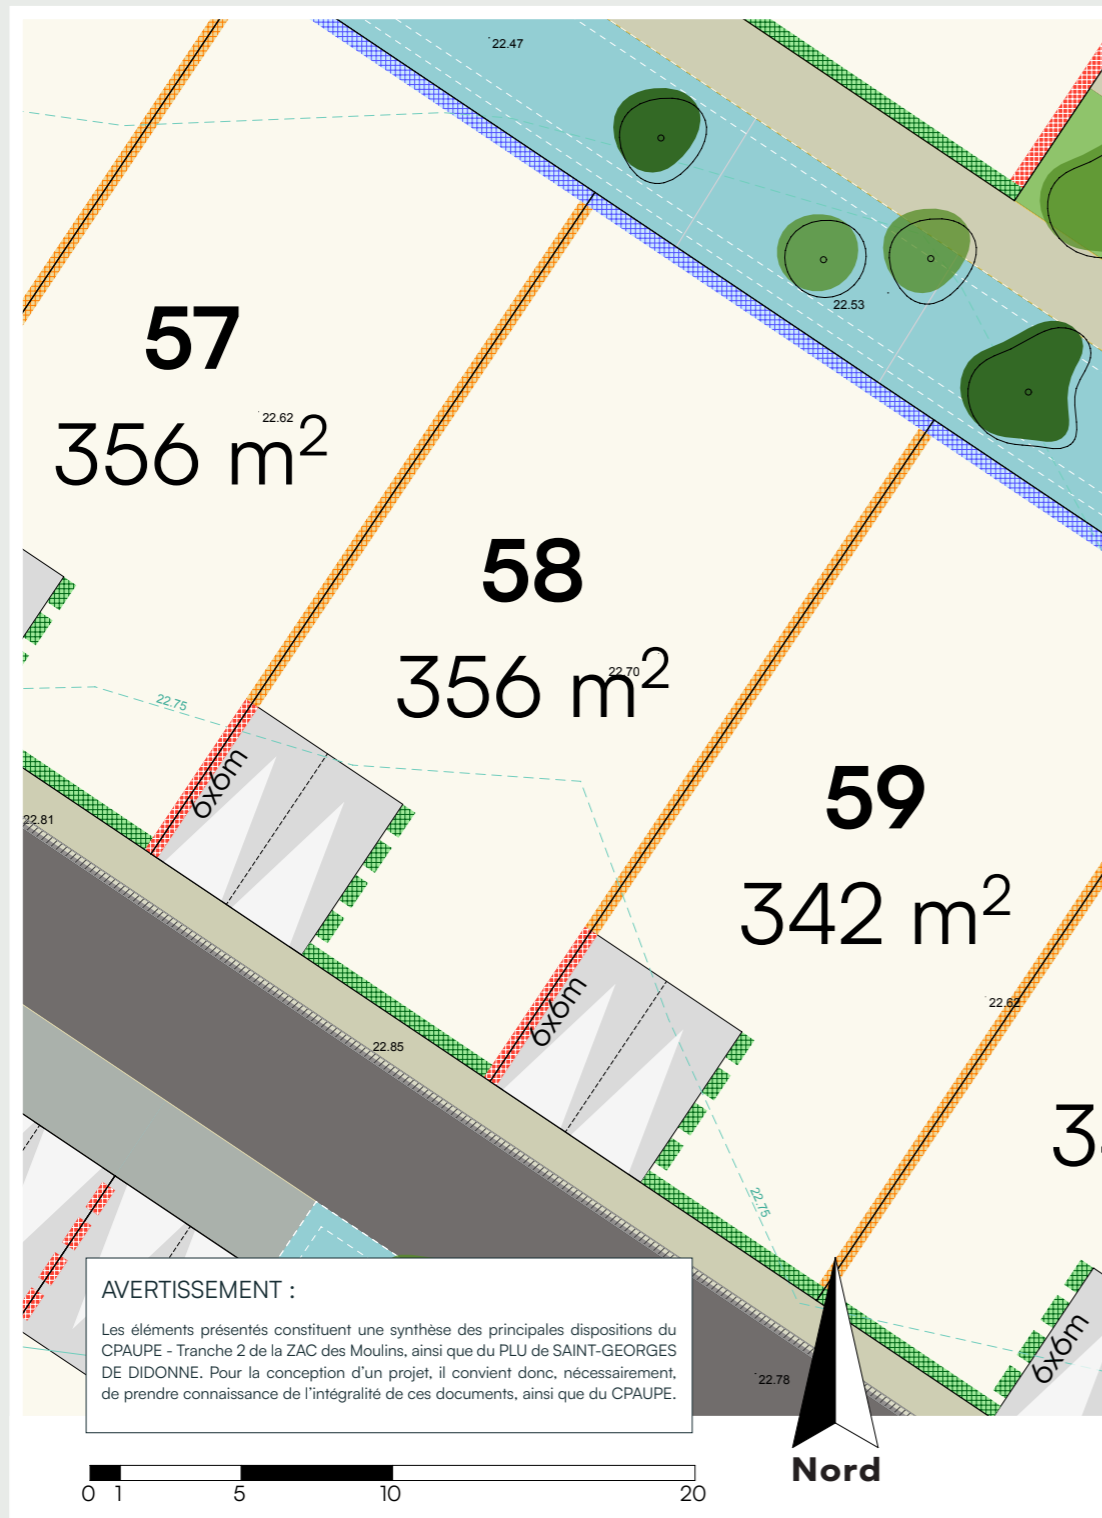 22.47
22.53
57
22.62
356 m²
58
22.70
356 m²
22.75
6x6m
59
342 m²
22.81
22.62
6x6m
22.85
3
22.75
6x6m
22.78
AVERTISSEMENT :
Les éléments présentés constituent une synthèse des principales dispositions du
CPAUPE - Tranche 2 de la ZAC des Moulins, ainsi que du PLU de SAINT-GEORGES
DE DIDONNE. Pour la conception d'un projet, il convient donc, nécessairement,
de prendre connaissance de l'intégralité de ces documents, ainsi que du CPAUPE.
Nord
0 1 5 10 20